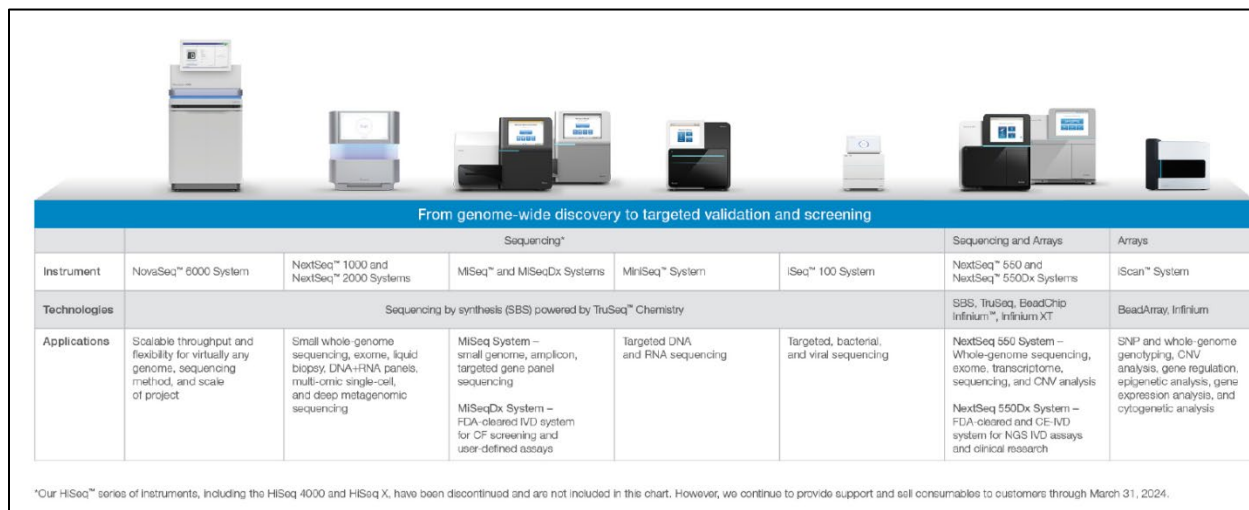 From genome-wide discovery to targeted validation and screening
Sequencing*
Sequencing and Arrays
Arrays
Instrument
NovaSeq™ 6000 System
NextSeq™ 1000 and
NextSeq™ 2000 Systems
MiSeq™ and MiSeqDx Systems
MiniSeq™ System
iSeq™ 100 System
NextSeq™ 550 and
NextSeq™ 550Dx Systems
iScan™ System
Technologies
Sequencing by synthesis (SBS) powered by TruSeq™ Chemistry
SBS, TruSeq, BeadChip
Infinium™, Infinium XT
BeadArray, Infinium
Applications
Scalable throughput and
flexibility for virtually any
genome, sequencing
method, and scale
of project
Small whole-genome
sequencing, exome, liquid
biopsy, DNA+RNA panels,
multi-omic single-cell,
and deep metagenomic
sequencing
MiSeq System –
small genome, amplicon,
targeted gene panel
sequencing
MiSeqDx System –
FDA-cleared IVD system
for CF screening and
user-defined assays
Targeted DNA
and RNA sequencing
Targeted, bacterial,
and viral sequencing
NextSeq 550 System –
Whole-genome sequencing,
exome, transcriptome,
sequencing, and CNV analysis
NextSeq 550Dx System –
FDA-cleared and CE-IVD
system for NGS IVD assays
and clinical research
SNP and whole-genome
genotyping, CNV
analysis, gene regulation,
epigenetic analysis, gene
expression analysis, and
cytogenetic analysis
*Our HiSeq™ series of instruments, including the HiSeq 4000 and HiSeq X, have been discontinued and are not included in this chart. However, we continue to provide support and sell consumables to customers through March 31, 2024.